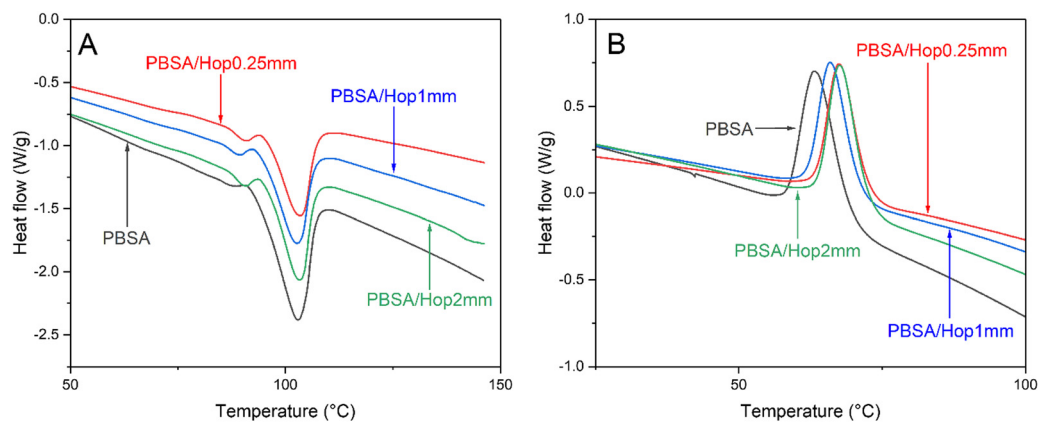 A
PBSA/Hop0.25mm
PBSA/Hop1mm
PBSA
PBSA/Hop2mm
0.0
-0.5
-1.0
-1.5
-2.0
-2.5
Heat flow (W/g)
50
100
150
Temperature (°C)
B
PBSA/Hop0.25mm
PBSA
PBSA/Hop2mm
PBSA/Hop1mm
1.0
0.5
0.0
-0.5
-1.0
Heat flow (W/g)
50
100
Temperature (°C)